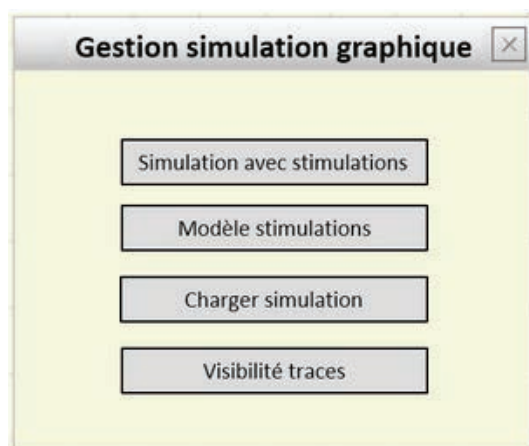 Gestion simulation graphique
Simulation avec stimulations
Modèle stimulations
Charger simulation
Visibilité traces